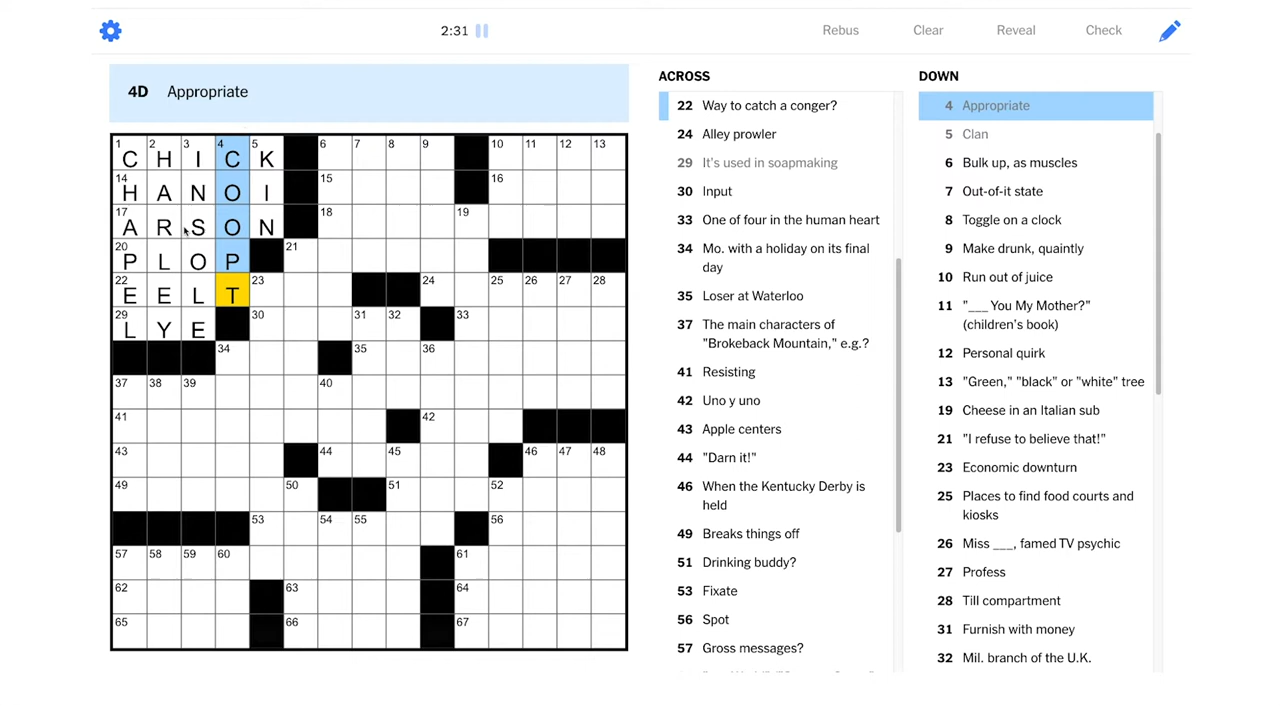 2:31
Rebus Clear Reveal Check
4D Appropriate
1 2 3 4 5 6 7 8 9 10 11 12 13
C H I C K
14 15 16
H A N O I
17 18 19
A R S O N
20 21
P L O P
22 23 24 25 26 27 28
E E L T
29 30 31 32 33
L Y E
34 35 36
37 38 39 40
41 42
43 44 45 46 47 48
49 50 51 52
53 54 55 56
57 58 59 60 61
62 63 64
65 66 67
ACROSS
22 Way to catch a conger?
24 Alley prowler
29 It's used in soapmaking
30 Input
33 One of four in the human heart
34 Mo. with a holiday on its final
day
35 Loser at Waterloo
37 The main characters of
"Brokeback Mountain," e.g.?
41 Resisting
42 Uno y uno
43 Apple centers
44 "Darn it!"
46 When the Kentucky Derby is
held
49 Breaks things off
51 Drinking buddy?
53 Fixate
56 Spot
57 Gross messages?
DOWN
4 Appropriate
5 Clan
6 Bulk up, as muscles
7 Out-of-it state
8 Toggle on a clock
9 Make drunk, quaintly
10 Run out of juice
11 "___ You My Mother?"
(children's book)
12 Personal quirk
13 "Green," "black" or "white" tree
19 Cheese in an Italian sub
21 "I refuse to believe that!"
23 Economic downturn
25 Places to find food courts and
kiosks
26 Miss ___, famed TV psychic
27 Profess
28 Till compartment
31 Furnish with money
32 Mil. branch of the U.K.